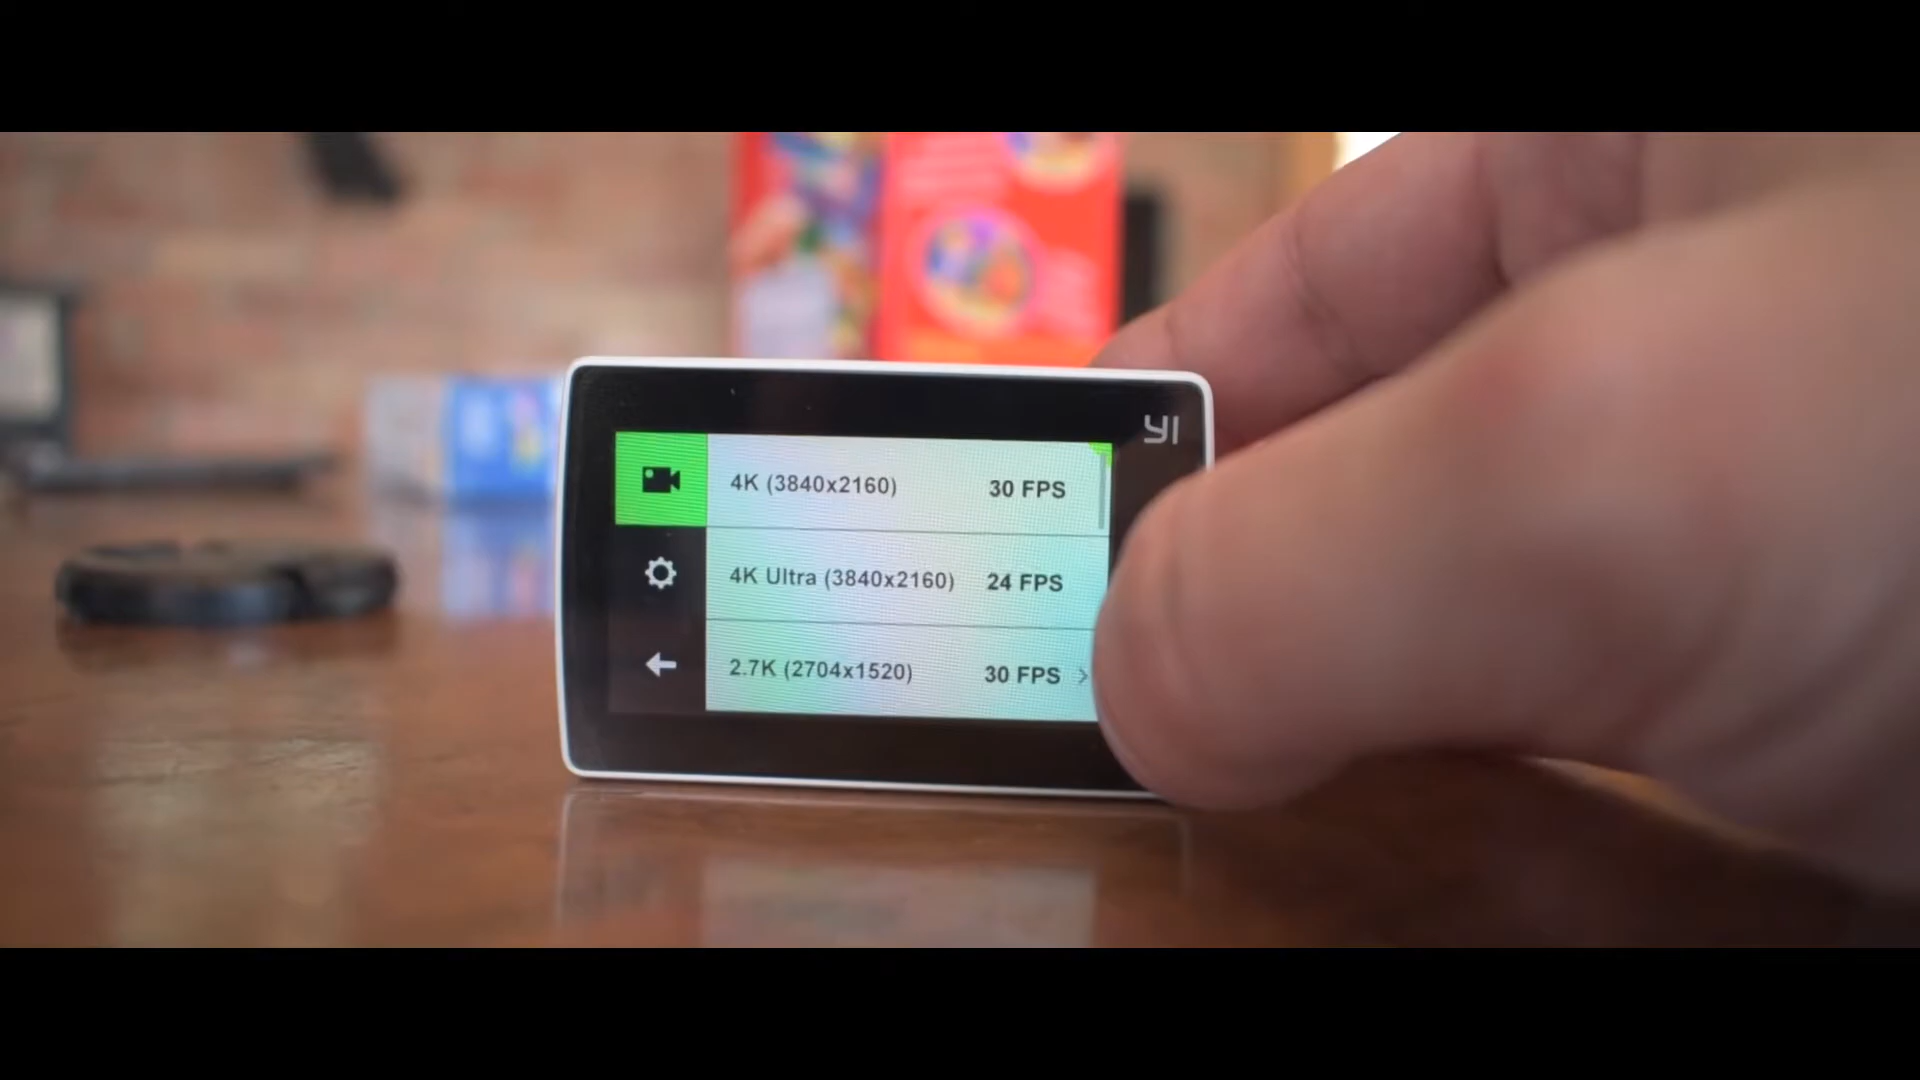 YI
4K (3840x2160) 30 FPS
4K Ultra (3840x2160) 24 FPS
2.7K (2704x1520) 30 FPS